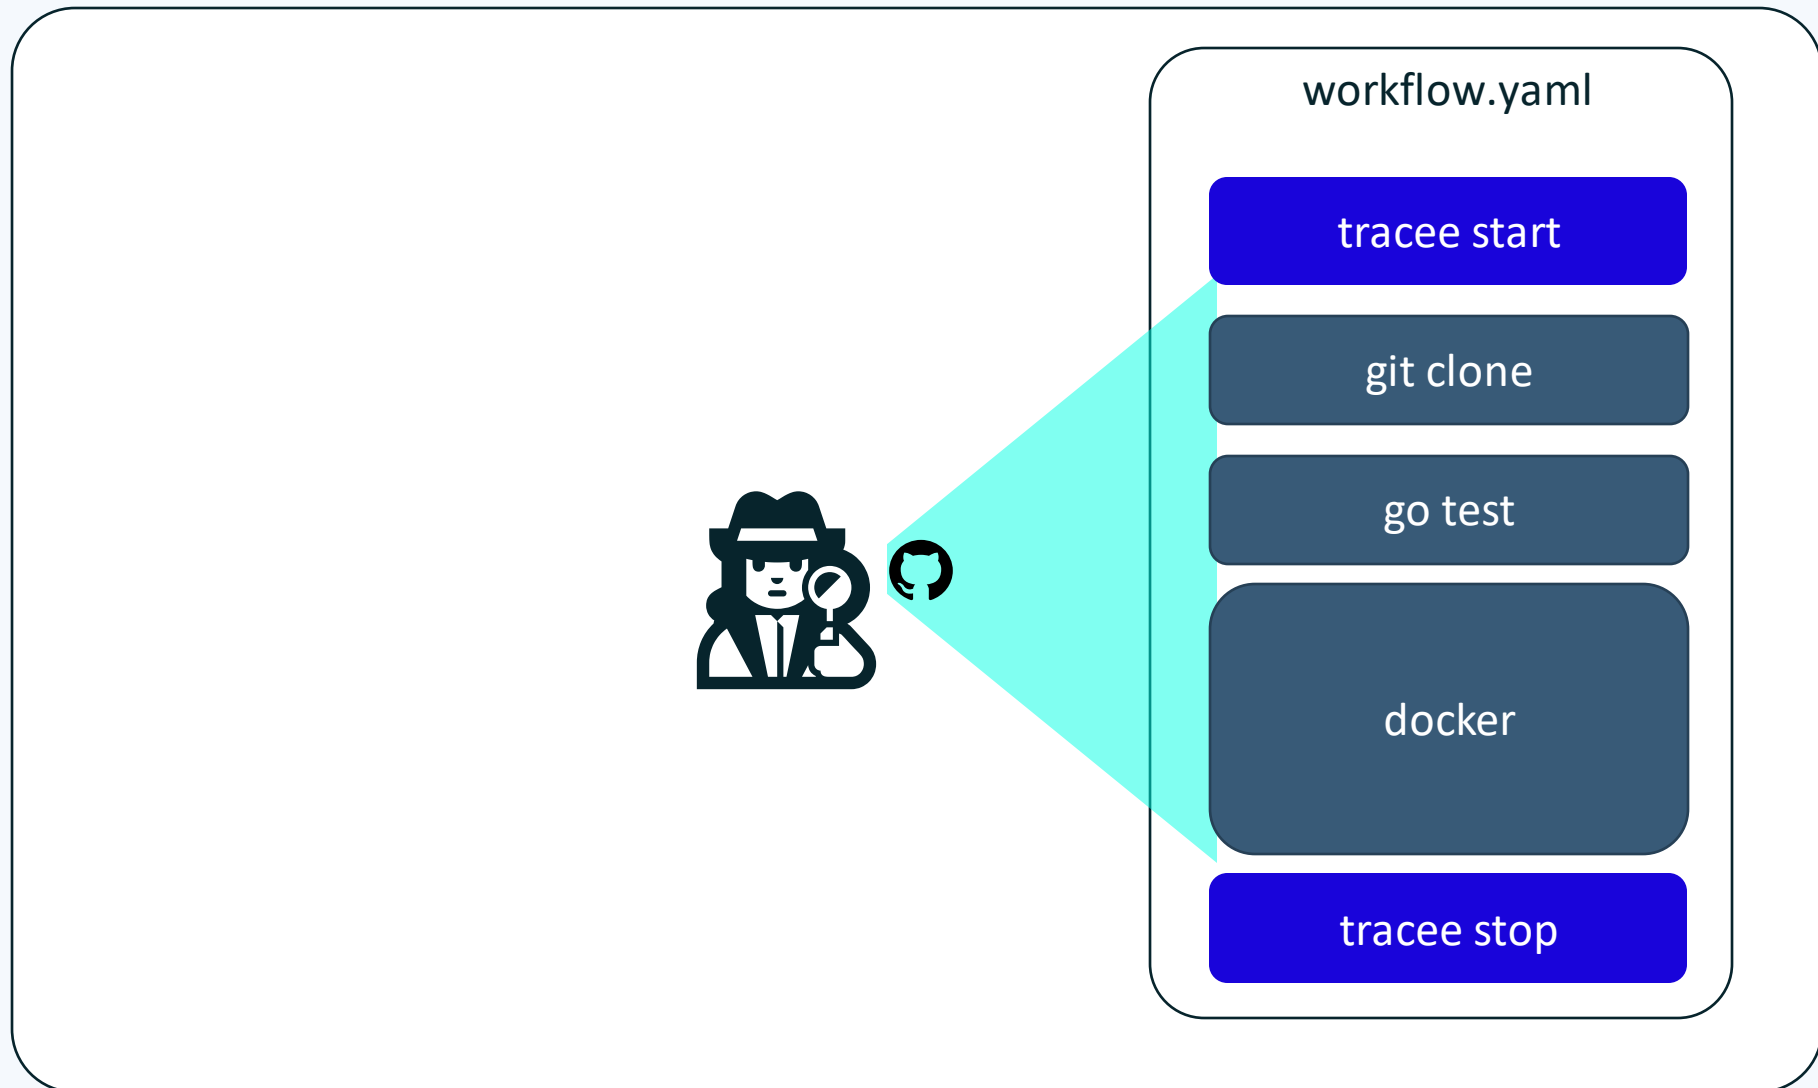 workflow.yaml
tracee start
git clone
go test
docker
tracee stop